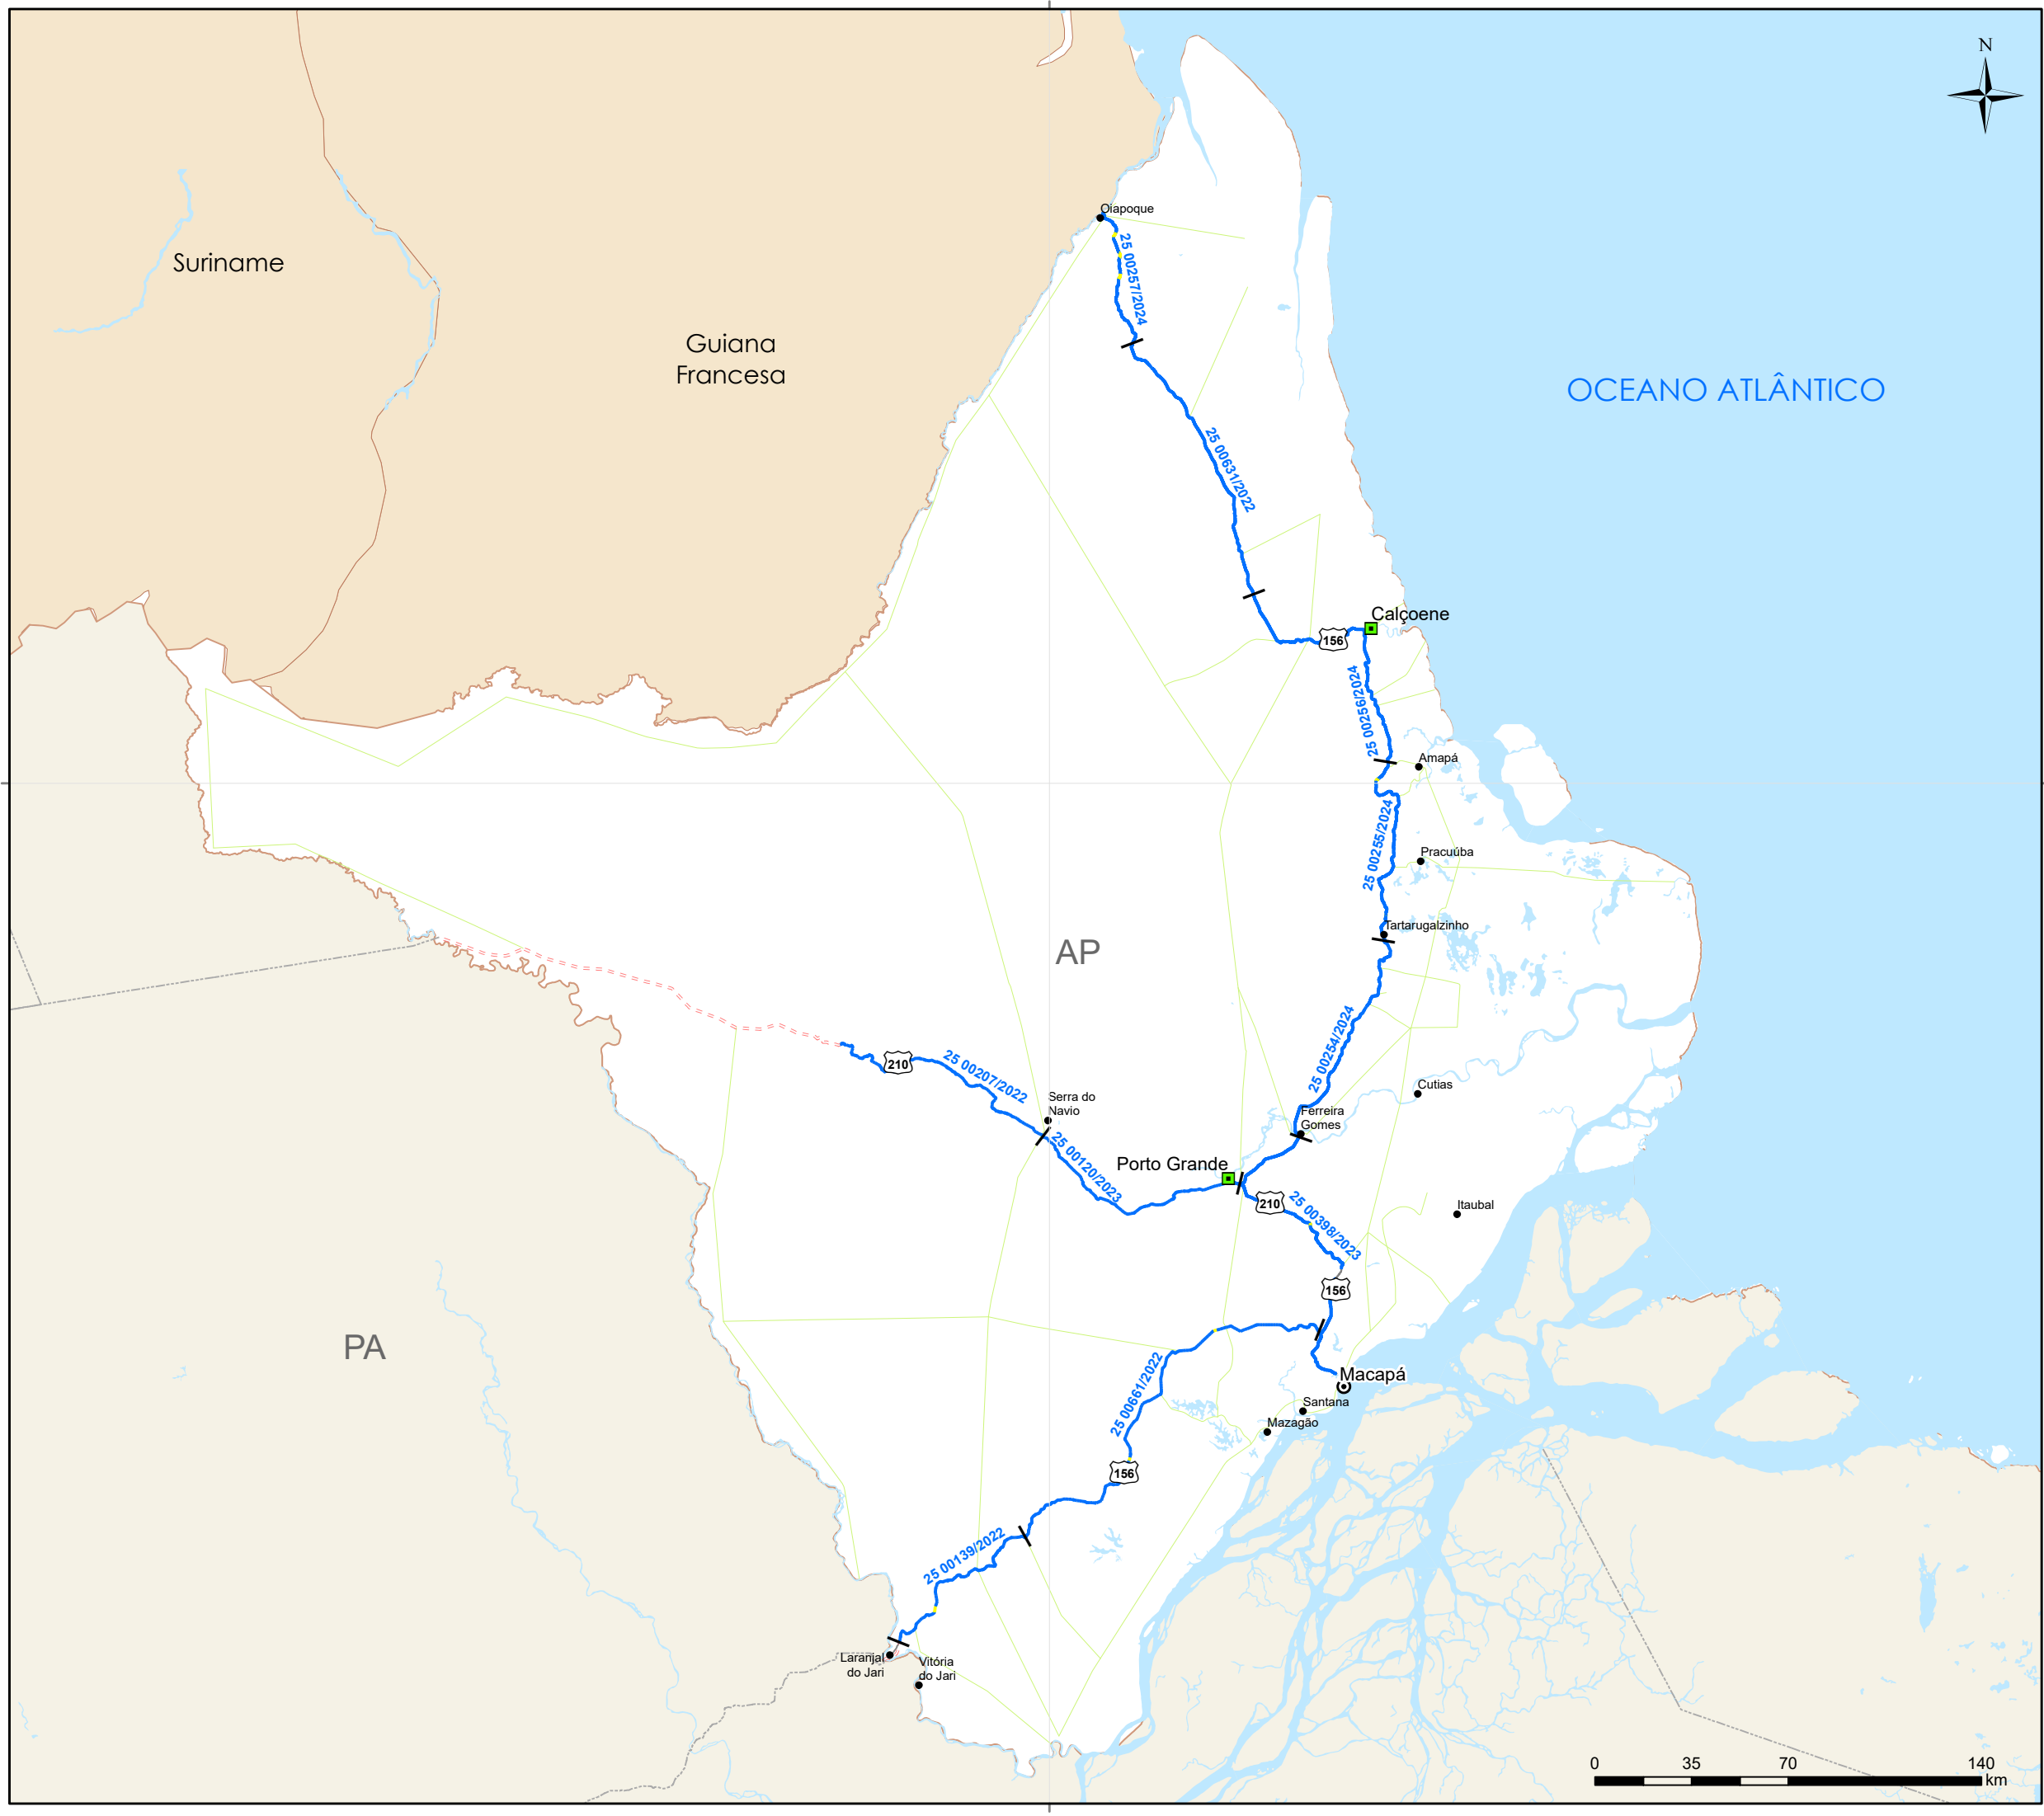 N
Oiapoque
25 00257/2024
Suriname
Guiana
Francesa
OCEANO ATLÂNTICO
25 00631/2022
Calçoene
156
25 00256/2024
Amapá
25 00255/2024
Pracuúba
Tartarugalzinho
AP
25 00254/2024
210
25 00207/2022
Serra do
Navio
Cutias
Ferreira
Gomes
25 00120/2023
Porto Grande
210
25 00398/2023
Itaubal
156
PA
25 00661/2022
Macapá
Santana
Mazagão
156
25 00139/2022
Laranjal
do Jari
Vitória
do Jari
0 35 70 140
km